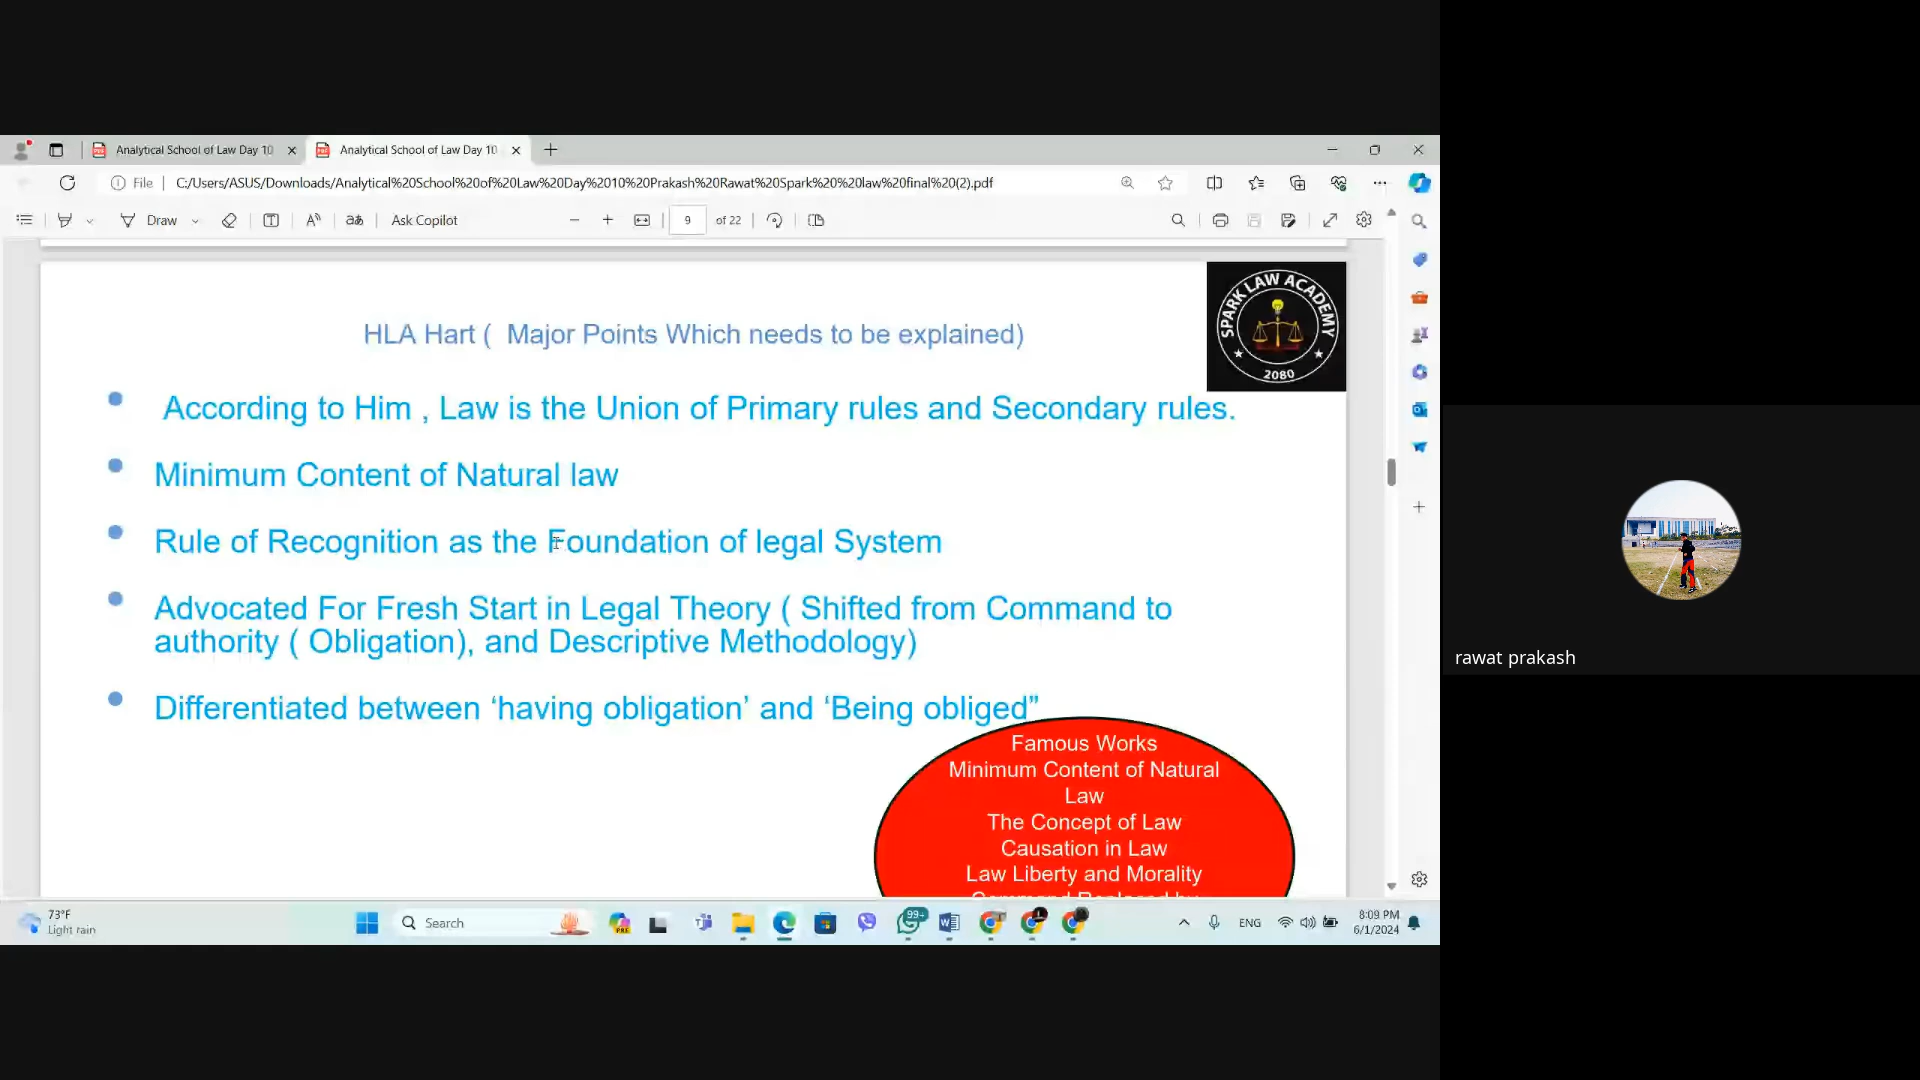 Analytical School of Law Day 10
Analytical School of Law Day 10
File
C:/Users/ASUS/Downloads/Analytical%20School%20of%20Law%20Day%2010%20Prakash%20Rawat%20Spark%20%20law%20final%20(2).pdf
Draw
Ask Copilot
9
of 22
SPARK LAW ACADEMY
2080
HLA Hart (  Major Points Which needs to be explained)
According to Him , Law is the Union of Primary rules and Secondary rules.
Minimum Content of Natural law
Rule of Recognition as the Foundation of legal System
Advocated For Fresh Start in Legal Theory ( Shifted from Command to
authority ( Obligation), and Descriptive Methodology)
Differentiated between ‘having obligation’ and ‘Being obliged”
Famous Works
Minimum Content of Natural
Law
The Concept of Law
Causation in Law
Law Liberty and Morality
Command Replaced by
rawat prakash
73°F
Light rain
Search
PRE
99+
ENG
8:09 PM
6/1/2024